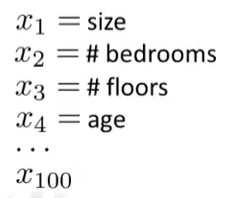 x₁ = size
x₂ = # bedrooms
x₃ = # floors
x₄ = age
...
x₁₀₀